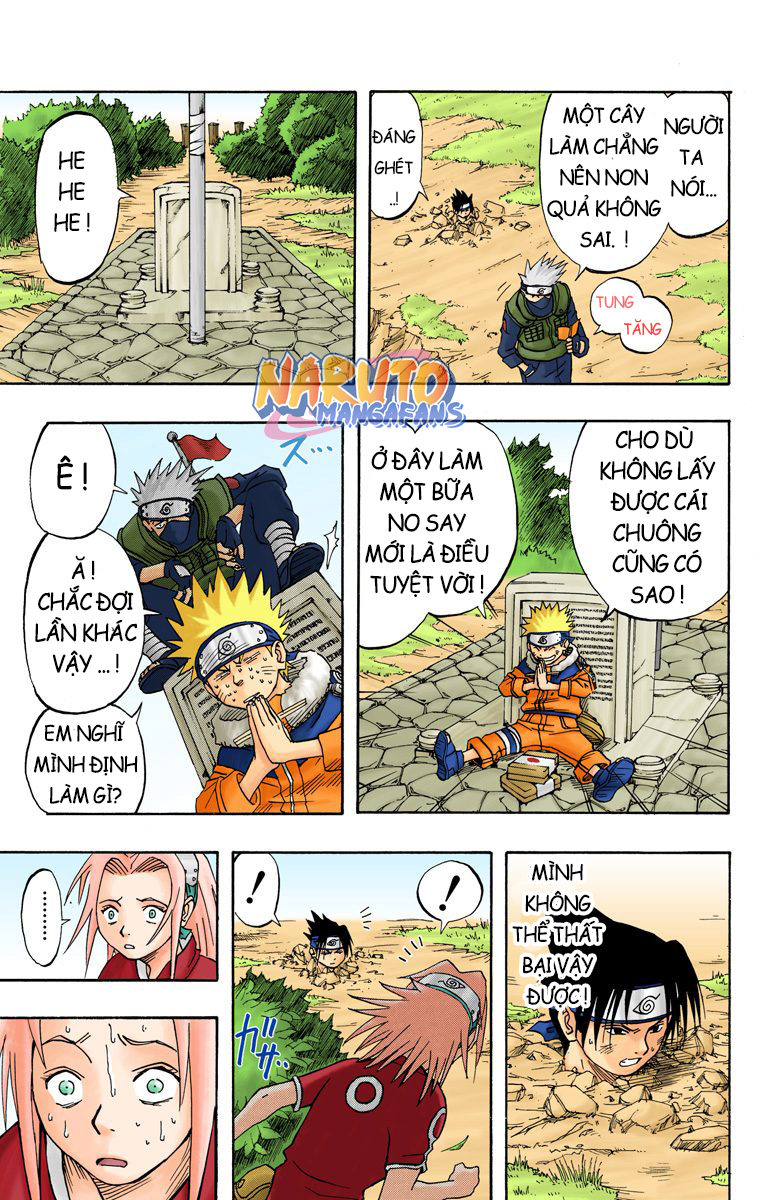 NGƯỜI
TA
NÓI...
MỘT CÂY
LÀM CHẲNG
NÊN NON
QUẢ KHÔNG
SAI. !
ĐÁNG
GHÉT
..!
TUNG
TĂNG
HE
HE
HE !
NARUTO
MANGAFANS
CHO DÙ
KHÔNG LẤY
ĐƯỢC CÁI
CHUÔNG
CŨNG CÓ
SAO !
Ở ĐÂY LÀM
MỘT BỮA
NO SAY
MỚI LÀ ĐIỀU
TUYỆT VỜI !
ス...
Ê !
Ă !
CHẮC ĐỢI
LẦN KHÁC
VẬY ... !
EM NGHĨ
MÌNH ĐỊNH
LÀM GÌ?
MÌNH
KHÔNG
THỂ THẤT
BẠI VẬY
ĐƯỢC!
!
!
ガサ..
........